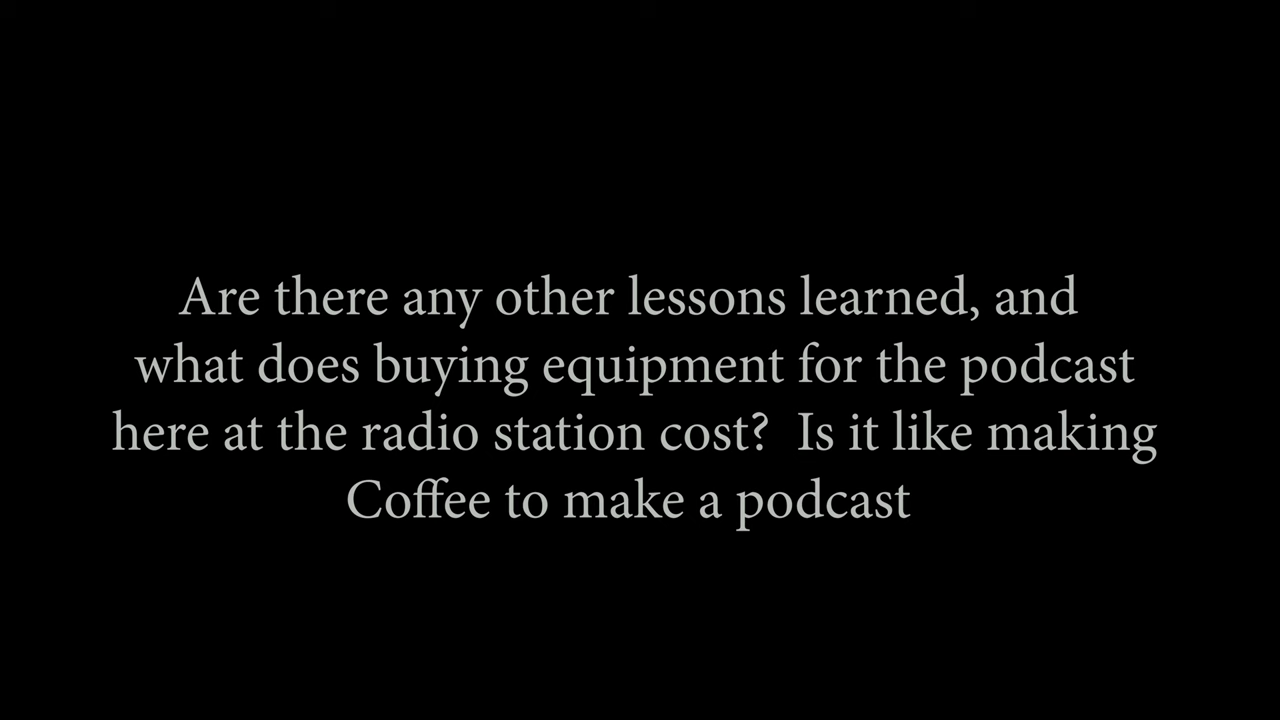 Are there any other lessons learned, and
what does buying equipment for the podcast
here at the radio station cost?  Is it like making
Coffee to make a podcast